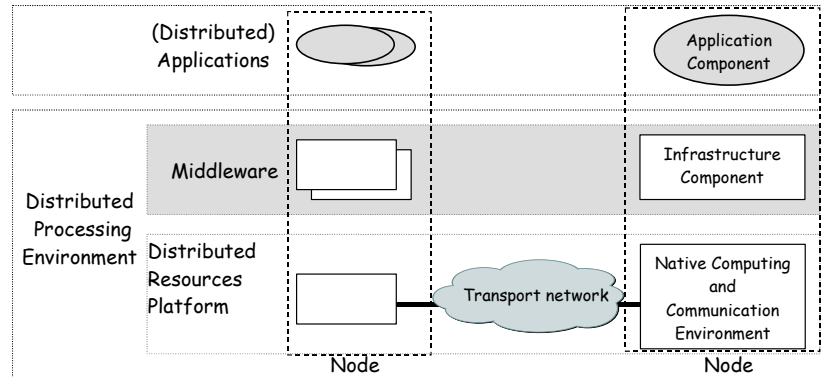 (Distributed)
Applications
Application
Component
Middleware
Infrastructure
Component
Distributed
Processing
Environment
Distributed
Resources
Platform
Transport network
Native Computing
and
Communication
Environment
Node
Node